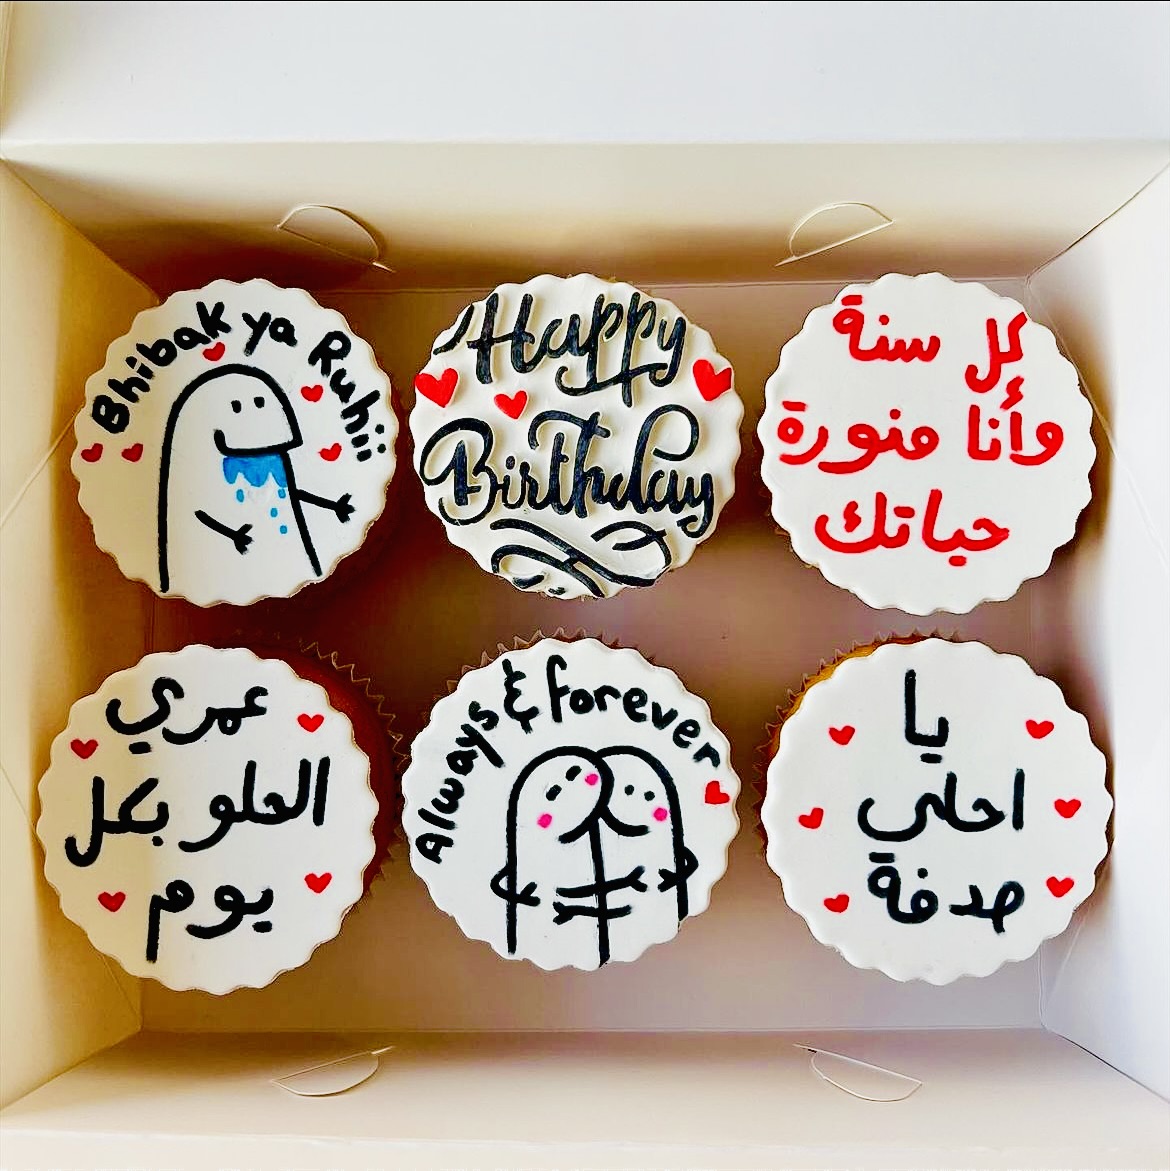 Bhibak ya Ruhii
Happy
Birthday
كل سنة
وأنا منورة
حياتك
عمري
الحلو بكل
يوم
Always & forever
يا
احلى
صدفة